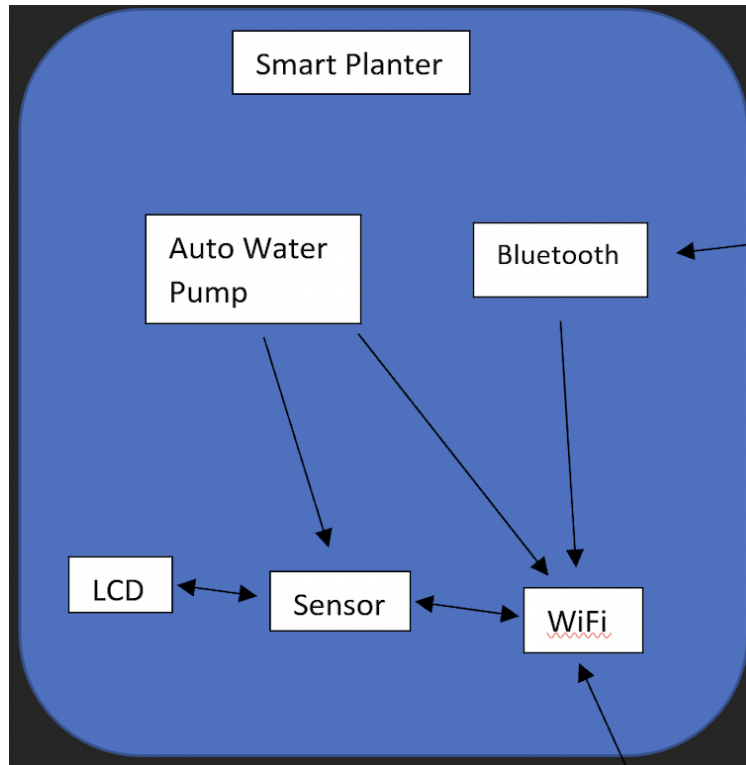 Smart Planter
Auto Water
Pump
Bluetooth
LCD
Sensor
WiFi